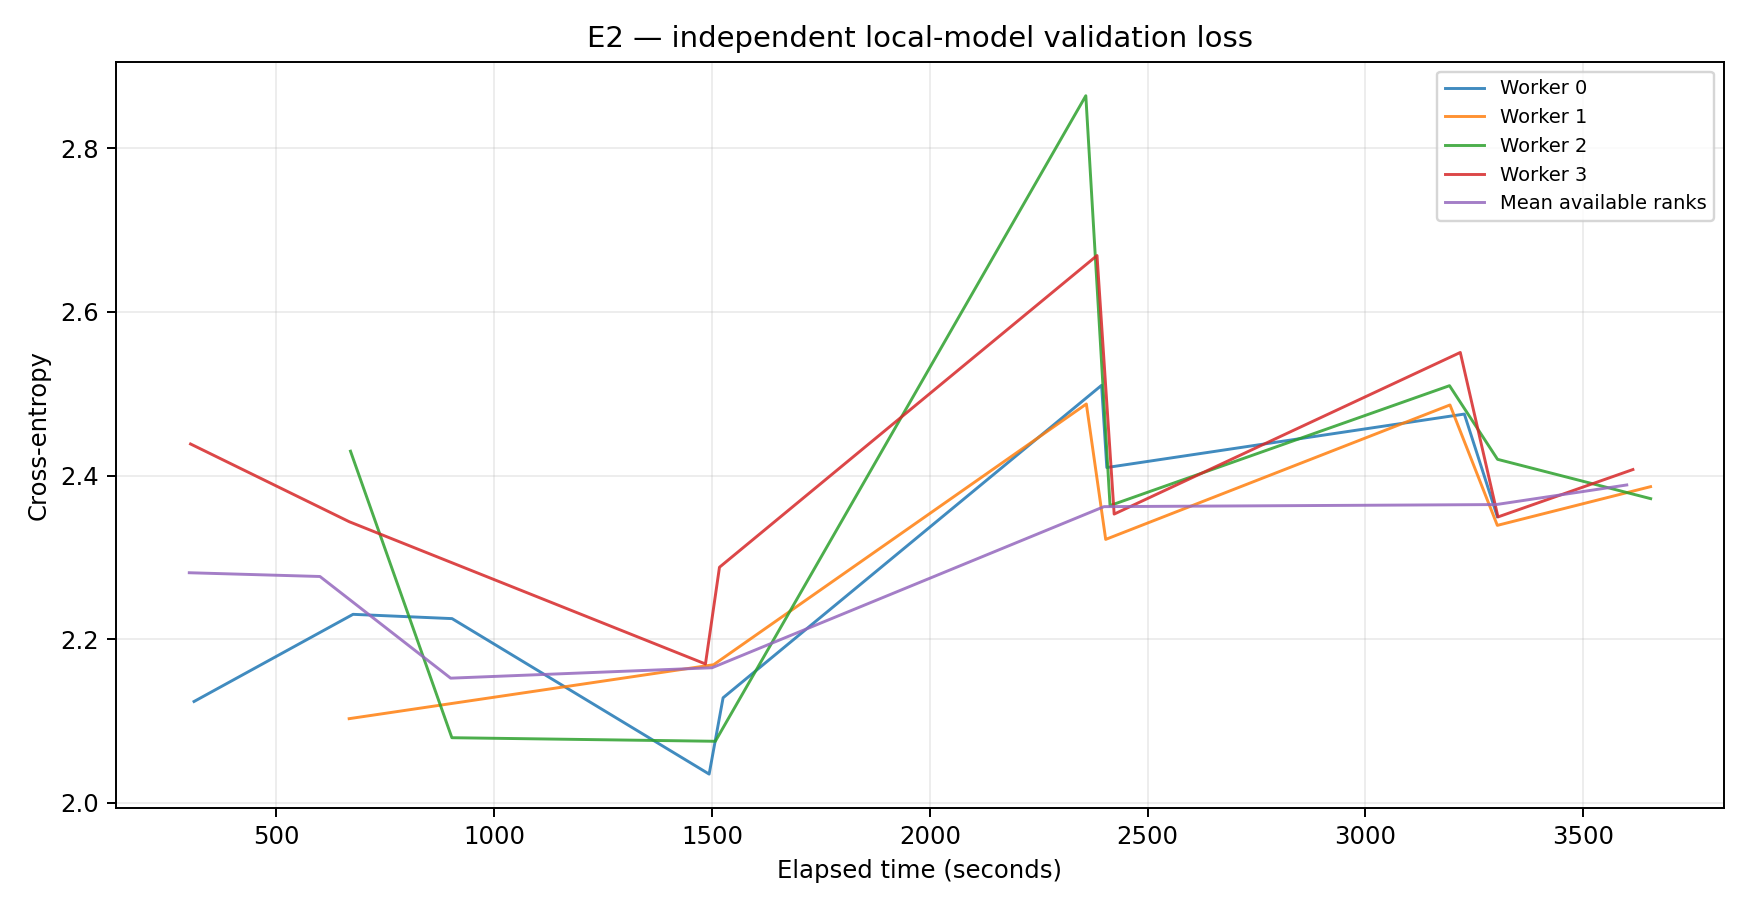 E2 — independent local-model validation loss
Cross-entropy
2.8
2.6
2.4
2.2
2.0
500 1000 1500 2000 2500 3000 3500
Elapsed time (seconds)
Worker 0
Worker 1
Worker 2
Worker 3
Mean available ranks